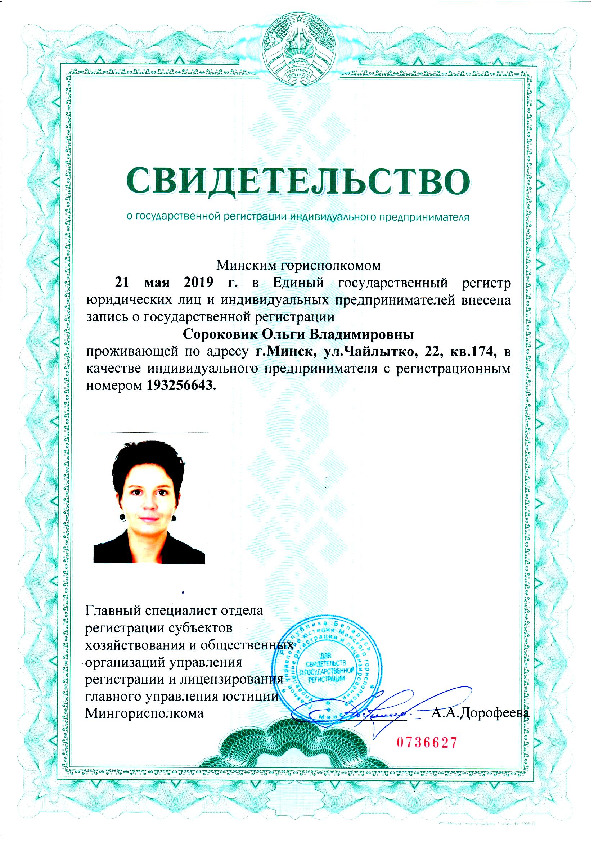 СВИДЕТЕЛЬСТВО
о государственной регистрации индивидуального предпринимателя
Минским горисполкомом
21 мая 2019 г. в Единый государственный регистр
юридических лиц и индивидуальных предпринимателей внесена
запись о государственной регистрации
Сороковик Ольги Владимировны
проживающей по адресу г.Минск, ул.Чайлытко, 22, кв.174, в
качестве индивидуального предпринимателя с регистрационным
номером 193256643.
Главный специалист отдела
регистрации субъектов
хозяйствования и общественных
организаций управления
регистрации и лицензирования
главного управления юстиции
Мингорисполкома
А.А.Дорофеева
ДЛЯ
СВИДЕТЕЛЬСТВ
О ГОСУДАРСТВЕННОЙ
РЕГИСТРАЦИИ
0736627